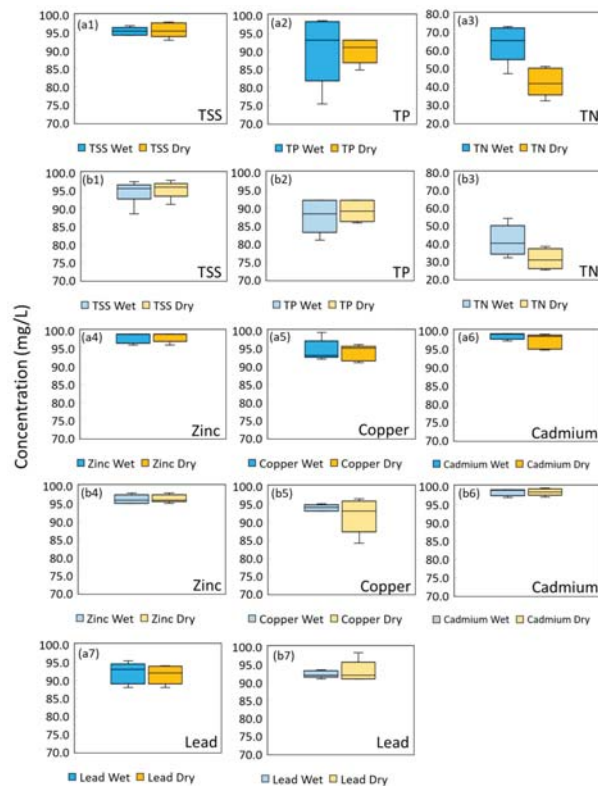 (a1) (a2) (a3)
100.0 100.0 80.0
95.0 95.0 70.0
90.0 90.0 60.0
85.0 85.0 50.0
80.0 80.0 40.0
75.0 75.0 30.0
70.0 70.0 20.0
TSS TP TN
TSS Wet TSS Dry TP Wet TP Dry TN Wet TN Dry
(b1) (b2) (b3)
100.0 100.0 80.0
95.0 95.0 70.0
90.0 90.0 60.0
85.0 85.0 50.0
80.0 80.0 40.0
75.0 75.0 30.0
70.0 70.0 20.0
TSS TP TN
TSS Wet TSS Dry TP Wet TP Dry TN Wet TN Dry
Concentration (mg/L)
(a4) (a5) (a6)
100.0 100.0 100.0
95.0 95.0 95.0
90.0 90.0 90.0
85.0 85.0 85.0
80.0 80.0 80.0
75.0 75.0 75.0
70.0 70.0 70.0
Zinc Copper Cadmium
Zinc Wet Zinc Dry Copper Wet Copper Dry Cadmium Wet Cadmium Dry
(b4) (b5) (b6)
100.0 100.0 100.0
95.0 95.0 95.0
90.0 90.0 90.0
85.0 85.0 85.0
80.0 80.0 80.0
75.0 75.0 75.0
70.0 70.0 70.0
Zinc Copper Cadmium
Zinc Wet Zinc Dry Copper Wet Copper Dry Cadmium Wet Cadmium Dry
(a7) (b7)
100.0 100.0
95.0 95.0
90.0 90.0
85.0 85.0
80.0 80.0
75.0 75.0
70.0 70.0
Lead Lead
Lead Wet Lead Dry Lead Wet Lead Dry